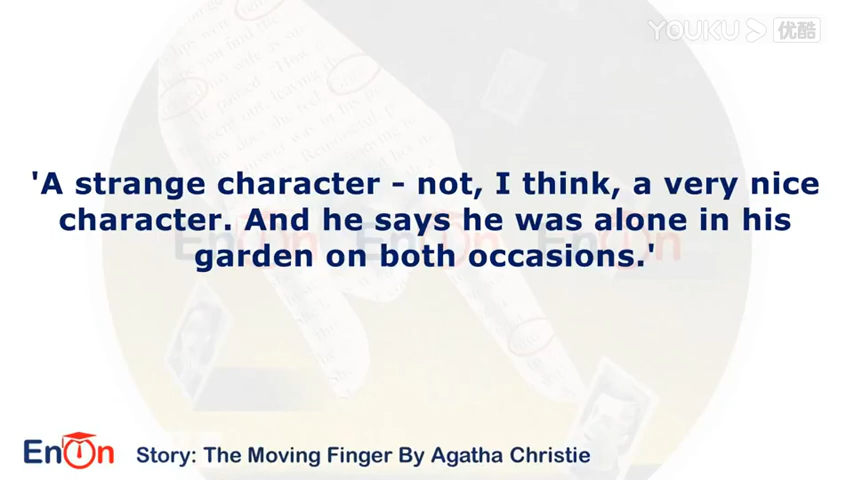 YOUKU 优酷
'A strange character - not, I think, a very nice
character. And he says he was alone in his
garden on both occasions.'
EnOn
Story: The Moving Finger By Agatha Christie